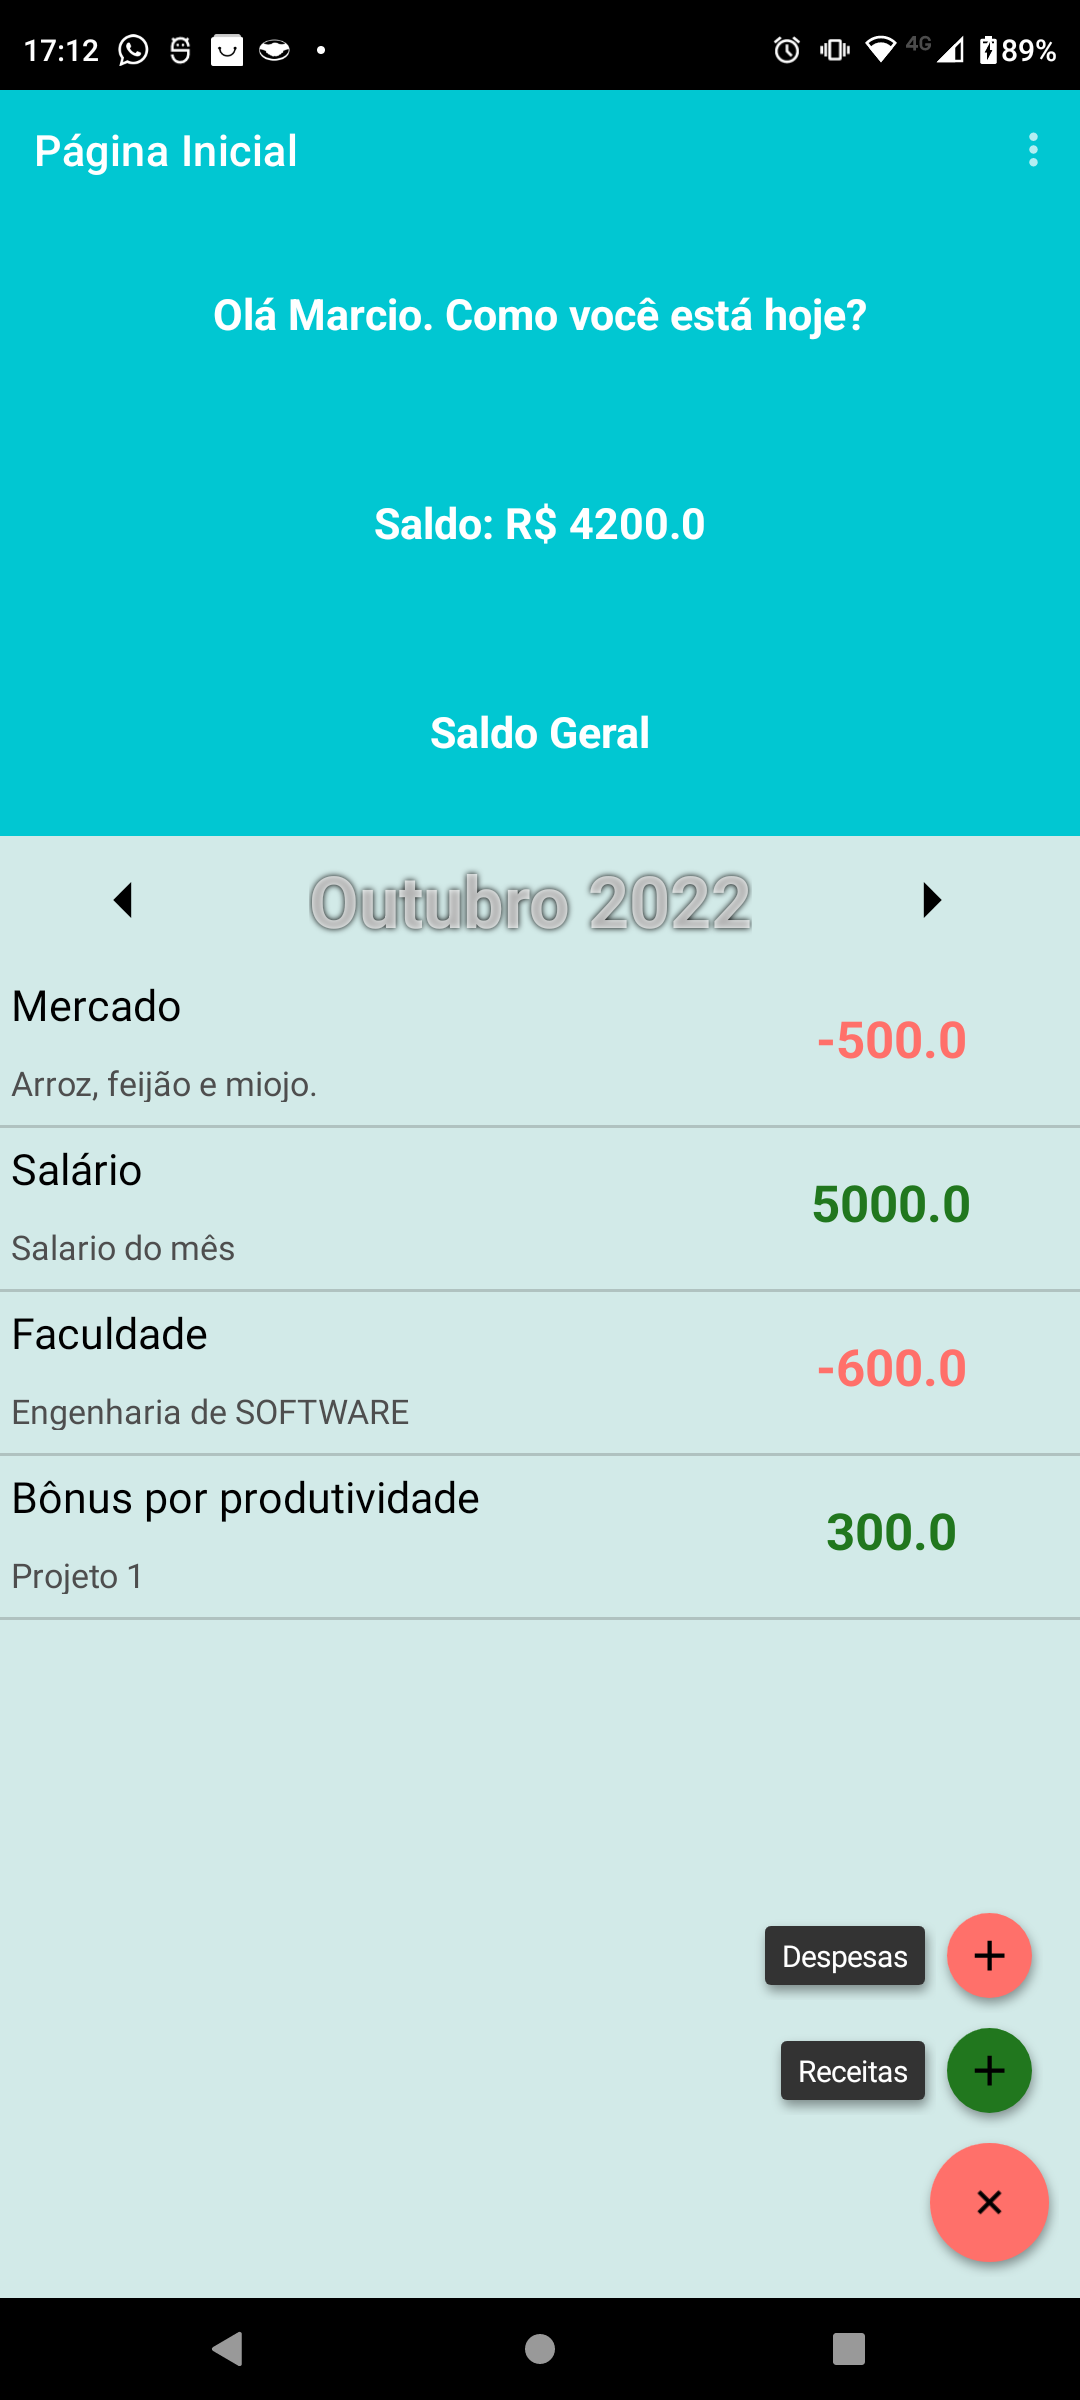 17:12
4G
89%
Página Inicial
Olá Marcio. Como você está hoje?
Saldo: R$ 4200.0
Saldo Geral
Outubro 2022
Mercado
-500.0
Arroz, feijão e miojo.
Salário
5000.0
Salario do mês
Faculdade
-600.0
Engenharia de SOFTWARE
Bônus por produtividade
300.0
Projeto 1
Despesas
Receitas